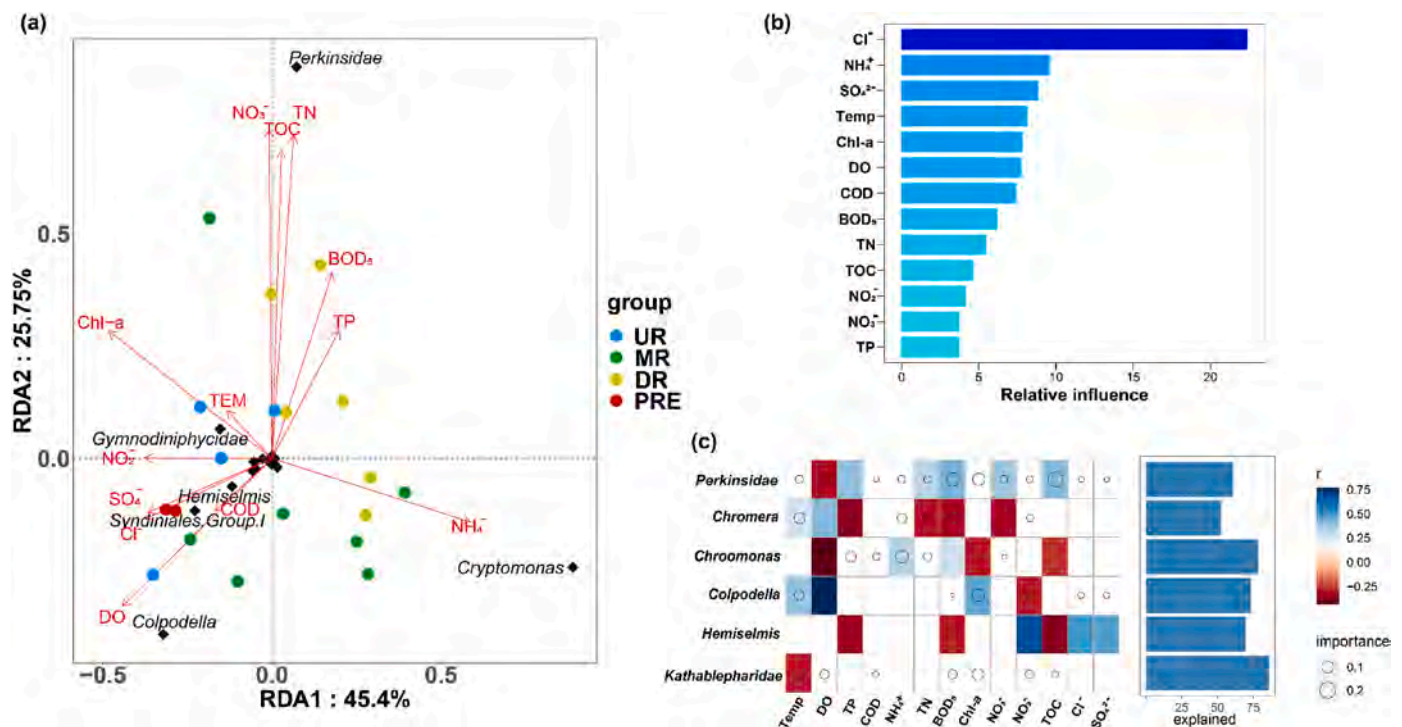 (a)
RDA2 : 25.75%
0.5
0.0
Perkinsidae
NO₃⁻ TN
TOC
BOD₅
TP
Chl-a
TEM
Gymnodiniphycidae
NO₂⁻
SO₄⁻
Hemiselmis
COD
Syndiniales.Group.I
Cl⁻
NH₄⁻
Cryptomonas
DO
Colpodella
−0.5 0.0 0.5
RDA1 : 45.4%
group
UR
MR
DR
PRE
(b)
Cl⁻
NH₄⁺
SO₄²⁻
Temp
Chl-a
DO
COD
BOD₅
TN
TOC
NO₂⁻
NO₃⁻
TP
0 5 10 15 20
Relative influence
(c)
Perkinsidae
Chromera
Chroomonas
Colpodella
Hemiselmis
Kathablepharidae
Temp DO TP COD NH₄⁺ TN BOD₅ Chl-a TOC Cl⁻ SO₄²⁻
25 50 75
explained
r
0.75
0.50
0.25
0.00
−0.25
importance
0.1
0.2